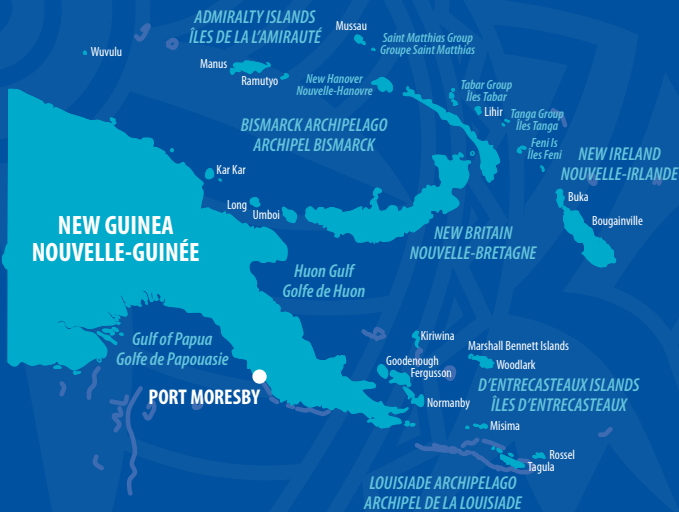 ADMIRALTY ISLANDS
ÎLES DE LA L'AMIRAUTÉ
Mussau
Saint Matthias Group
Groupe Saint Matthias
Wuvulu
Manus
Ramutyo
New Hanover
Nouvelle-Hanovre
Tabar Group
Îles Tabar
Lihir
Tanga Group
Îles Tanga
BISMARCK ARCHIPELAGO
ARCHIPEL BISMARCK
Feni Is
Îles Feni
NEW IRELAND
NOUVELLE-IRLANDE
Kar Kar
Long
Umboi
Buka
Bougainville
NEW GUINEA
NOUVELLE-GUINÉE
NEW BRITAIN
NOUVELLE-BRETAGNE
Huon Gulf
Golfe de Huon
Gulf of Papua
Golfe de Papouasie
Kiriwina
Marshall Bennett Islands
Woodlark
Goodenough
Fergusson
D'ENTRECASTEAUX ISLANDS
ÎLES D'ENTRECASTEAUX
PORT MORESBY
Normanby
Misima
Rossel
Tagula
LOUISIADE ARCHIPELAGO
ARCHIPEL DE LA LOUISIADE